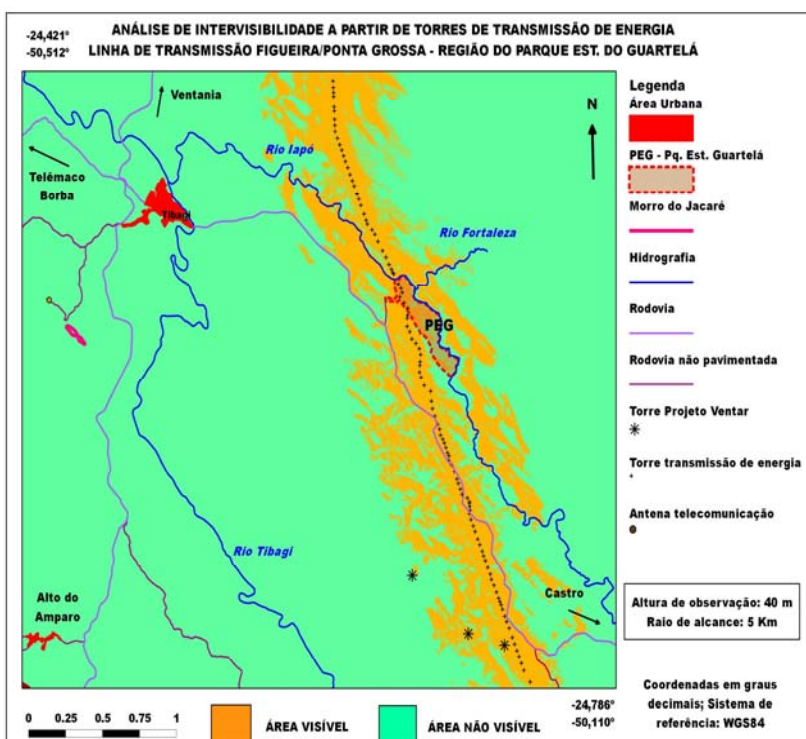 ANÁLISE DE INTERVISIBILIDADE A PARTIR DE TORRES DE TRANSMISSÃO DE ENERGIA
LINHA DE TRANSMISSÃO FIGUEIRA/PONTA GROSSA - REGIÃO DO PARQUE EST. DO GUARTELÁ
-24,421º
-50,512º
Ventania
Telêmaco
Borba
Tibagi
Rio Iapó
Rio Fortaleza
PEG
N
Rio Tibagi
Alto do
Amparo
Castro
Legenda
Área Urbana
PEG - Pq. Est. Guartelá
Morro do Jacaré
Hidrografia
Rodovia
Rodovia não pavimentada
Torre Projeto Ventar
Torre transmissão de energia
Antena telecomunicação
Altura de observação: 40 m
Raio de alcance: 5 Km
Coordenadas em graus
decimais; Sistema de
referência: WGS84
-24,786º
-50,110º
0 0.25 0.5 0.75 1
ÁREA VISÍVEL
ÁREA NÃO VISÍVEL